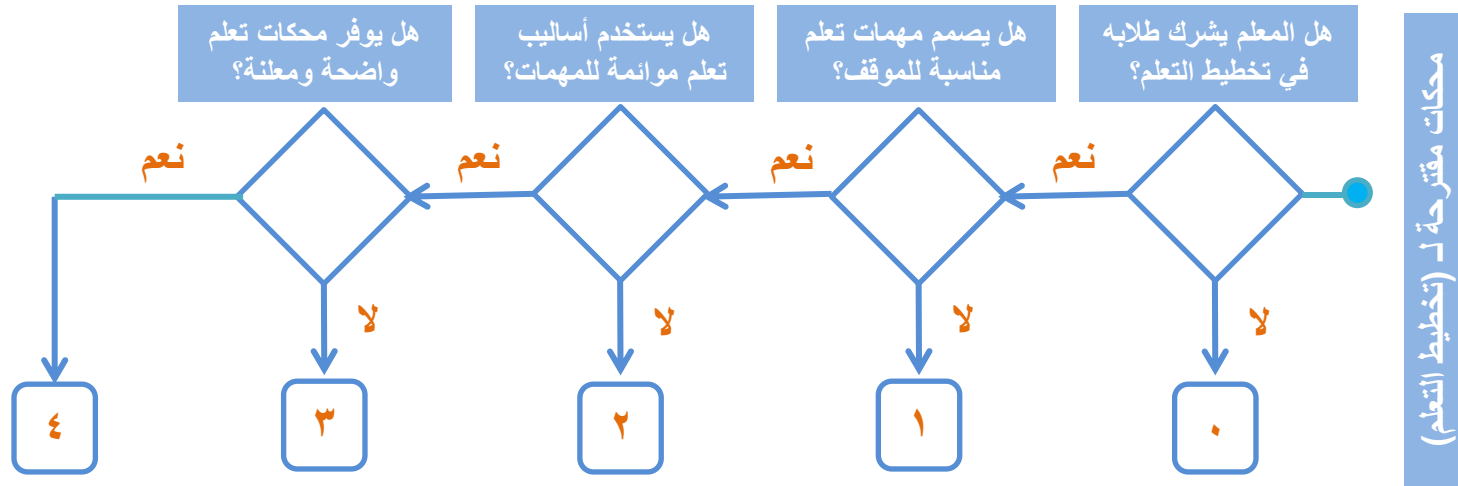 محكات مقترحة لـ (تخطيط التعلم)
هل المعلم يشرك طلابه
في تخطيط التعلم؟
هل يصمم مهمات تعلم
مناسبة للموقف؟
هل يستخدم أساليب
تعلم موائمة للمهمات؟
هل يوفر محكات تعلم
واضحة ومعلنة؟
نعم
نعم
نعم
نعم
لا
لا
لا
لا
٠
١
٢
٣
٤